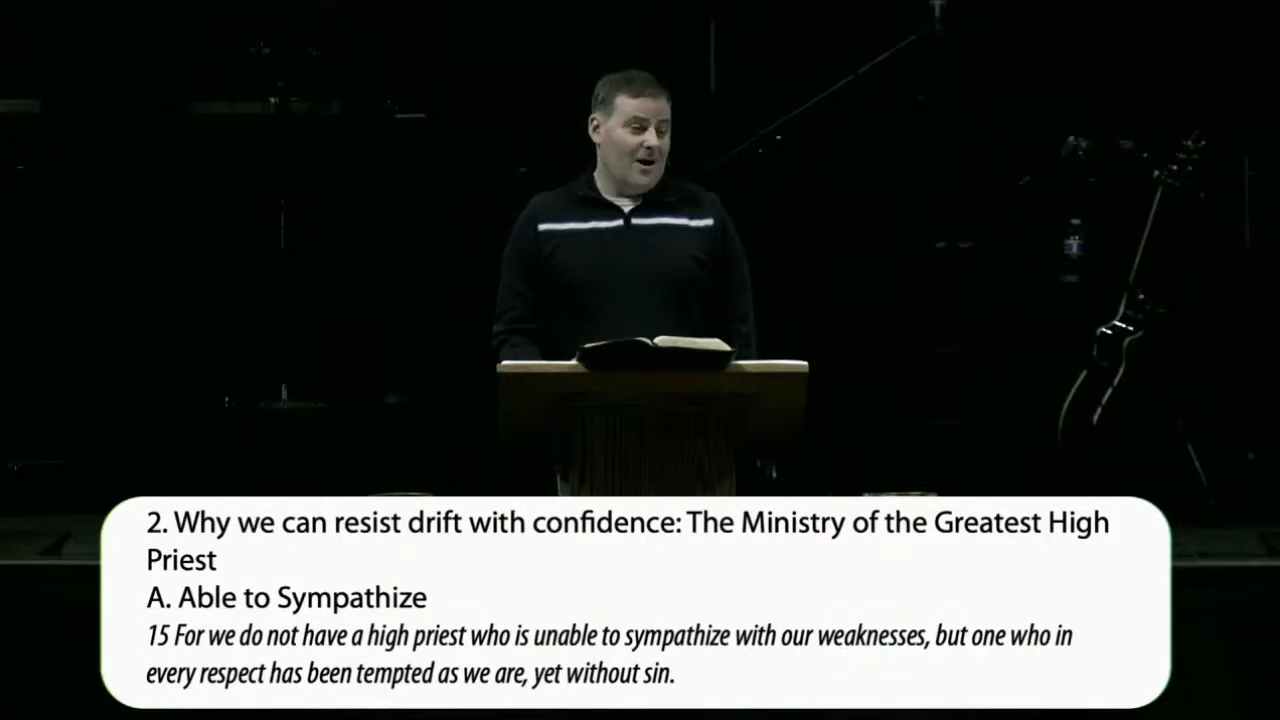 2. Why we can resist drift with confidence: The Ministry of the Greatest High
Priest
A. Able to Sympathize
15 For we do not have a high priest who is unable to sympathize with our weaknesses, but one who in
every respect has been tempted as we are, yet without sin.